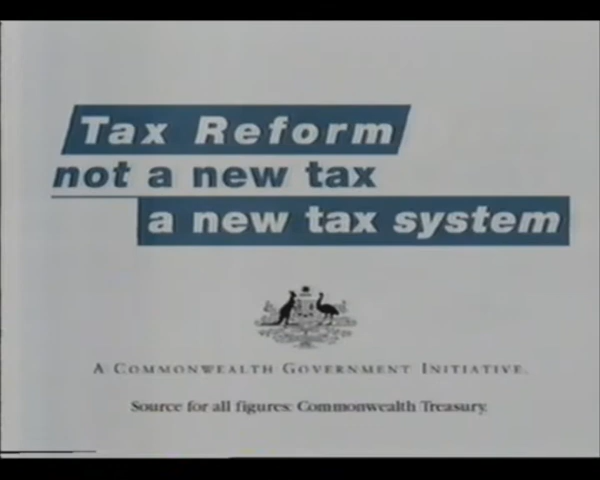 Tax Reform
not a new tax
a new tax system
A COMMONWEALTH GOVERNMENT INITIATIVE.
Source for all figures: Commonwealth Treasury.